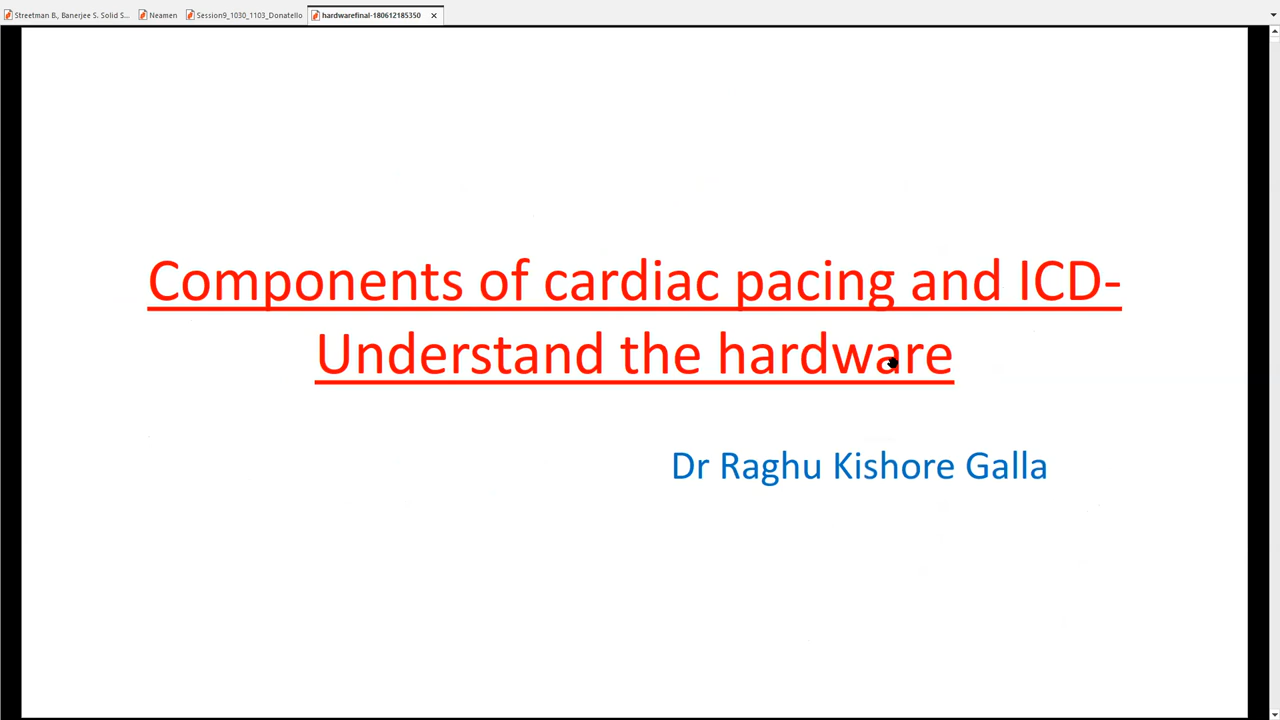 Streetman B., Banerjee S. Solid S...
Neamen
Session9_1030_1103_Donatello
hardwarefinal-180612185350
Components of cardiac pacing and ICD-
Understand the hardware
Dr Raghu Kishore Galla